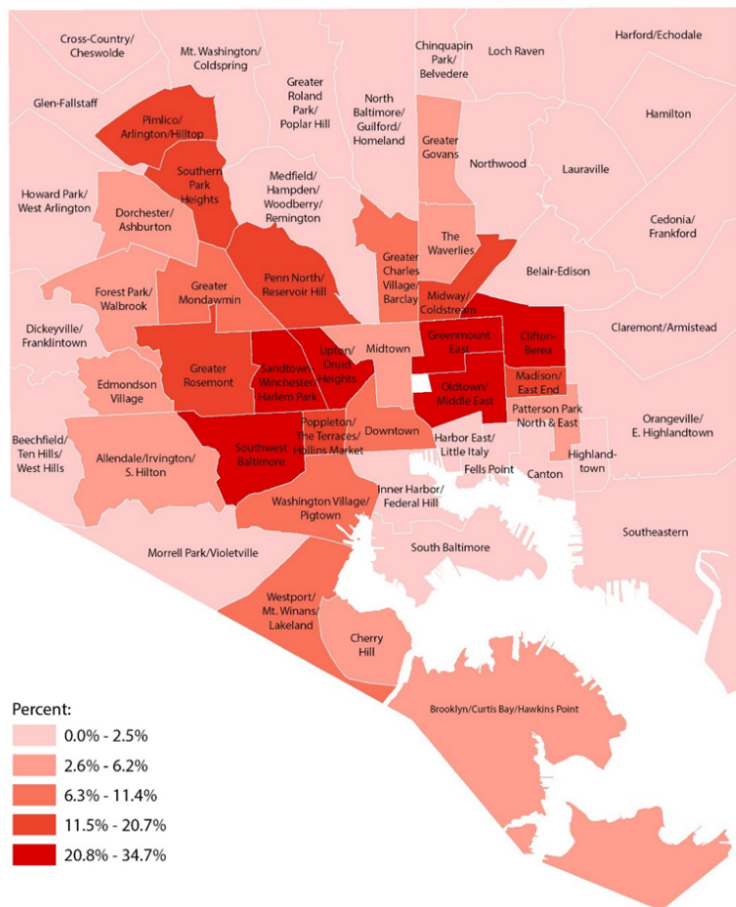 Cross-Country/
Cheswolde
Mt. Washington/
Coldspring
Greater
Roland
Park/
Poplar Hill
North
Baltimore/
Guilford/
Homeland
Chinquapin
Park/
Belvedere
Loch Raven
Harford/Echodale
Glen-Fallstaff
Pimlico/
Arlington/Hilltop
Hamilton
Greater
Govans
Northwood
Lauraville
Southern
Park
Heights
Medfield/
Hampden/
Woodberry/
Remington
Howard Park/
West Arlington
Dorchester/
Ashburton
Cedonia/
Frankford
The
Waverlies
Belair-Edison
Greater
Charles
Village/
Barclay
Penn North/
Reservoir Hill
Greater
Mondawmin
Forest Park/
Walbrook
Midway/
Coldstream
Dickeyville/
Franklintown
Claremont/Armistead
Greenmount
East
Clifton-
Berea
Midtown
Upton/
Druid
Heights
Sandtown-
Winchester/
Harlem Park
Greater
Rosemont
Madison/
East End
Edmondson
Village
Oldtown/
Middle East
Patterson Park
North & East
Orangeville/
E. Highlandtown
Poppleton/
The Terraces/
Hollins Market
Downtown
Harbor East/
Little Italy
Highland-
town
Beechfield/
Ten Hills/
West Hills
Allendale/Irvington/
S. Hilton
Southwest
Baltimore
Fells Point
Canton
Inner Harbor/
Federal Hill
Washington Village/
Pigtown
Southeastern
South Baltimore
Morrell Park/Violetville
Westport/
Mt. Winans/
Lakeland
Cherry
Hill
Brooklyn/Curtis Bay/Hawkins Point
Percent:
0.0% - 2.5%
2.6% - 6.2%
6.3% - 11.4%
11.5% - 20.7%
20.8% - 34.7%